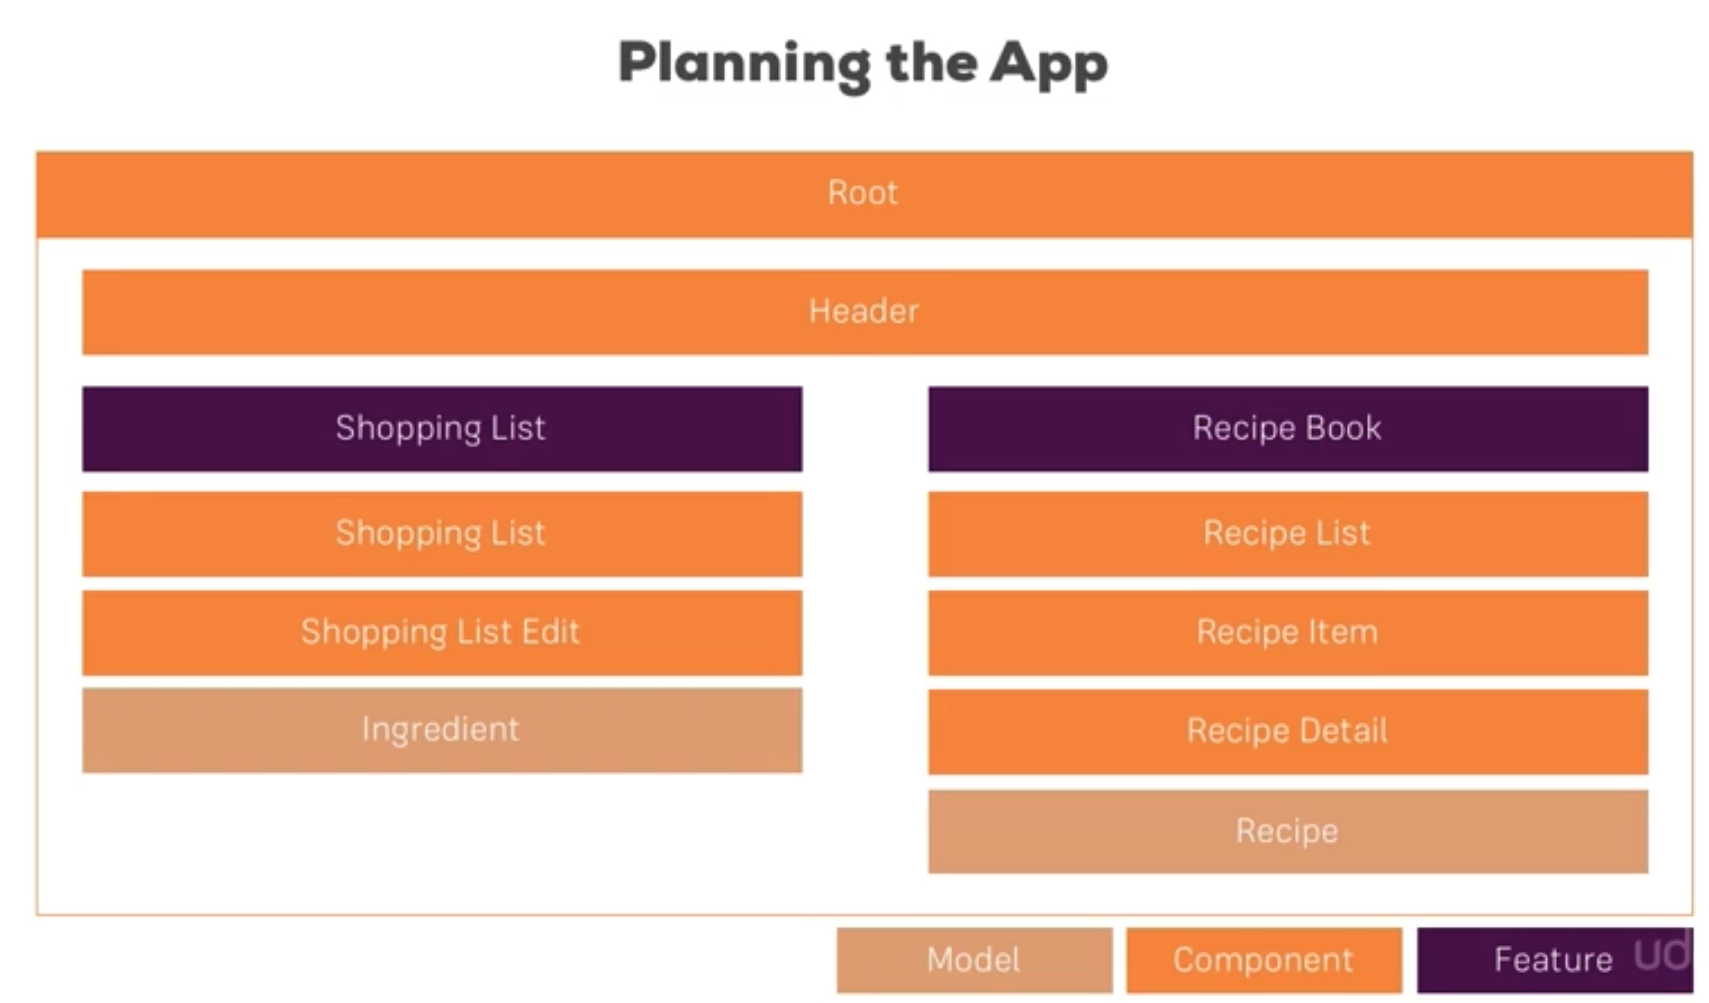 Planning the App
Root
Header
Shopping List
Shopping List
Shopping List Edit
Ingredient
Recipe Book
Recipe List
Recipe Item
Recipe Detail
Recipe
Model
Component
Feature
ud